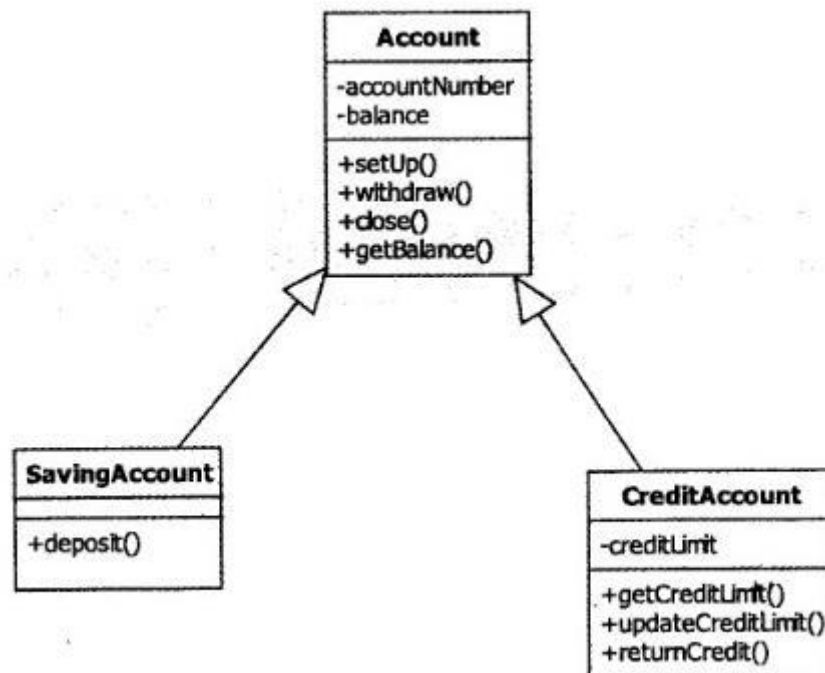 Account
-accountNumber
-balance
+setUp()
+withdraw()
+close()
+getBalance()
SavingAccount
+deposit()
CreditAccount
-creditLimit
+getCreditLimit()
+updateCreditLimit()
+returnCredit()